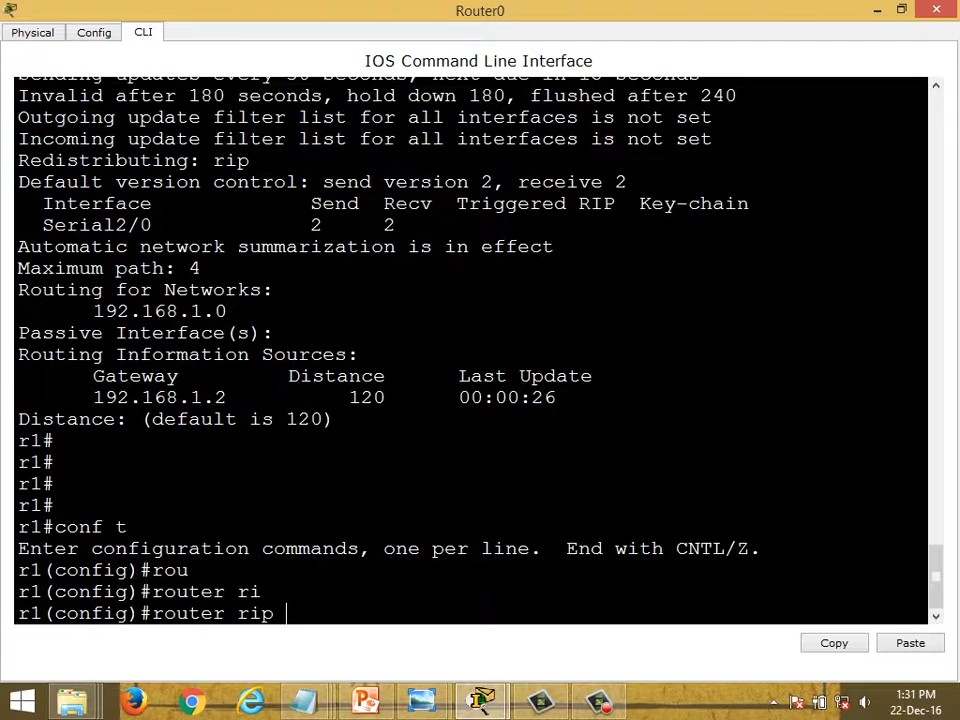 Router0
Physical Config CLI
IOS Command Line Interface
Sending updates every 30 seconds, next due in 10 seconds
Invalid after 180 seconds, hold down 180, flushed after 240
Outgoing update filter list for all interfaces is not set
Incoming update filter list for all interfaces is not set
Redistributing: rip
Default version control: send version 2, receive 2
Interface Send Recv Triggered RIP Key-chain
Serial2/0 2 2
Automatic network summarization is in effect
Maximum path: 4
Routing for Networks:
192.168.1.0
Passive Interface(s):
Routing Information Sources:
Gateway Distance Last Update
192.168.1.2 120 00:00:26
Distance: (default is 120)
r1#
r1#
r1#
r1#
r1#conf t
Enter configuration commands, one per line. End with CNTL/Z.
r1(config)#rou
r1(config)#router ri
r1(config)#router rip
Copy Paste
1:31 PM
22-Dec-16